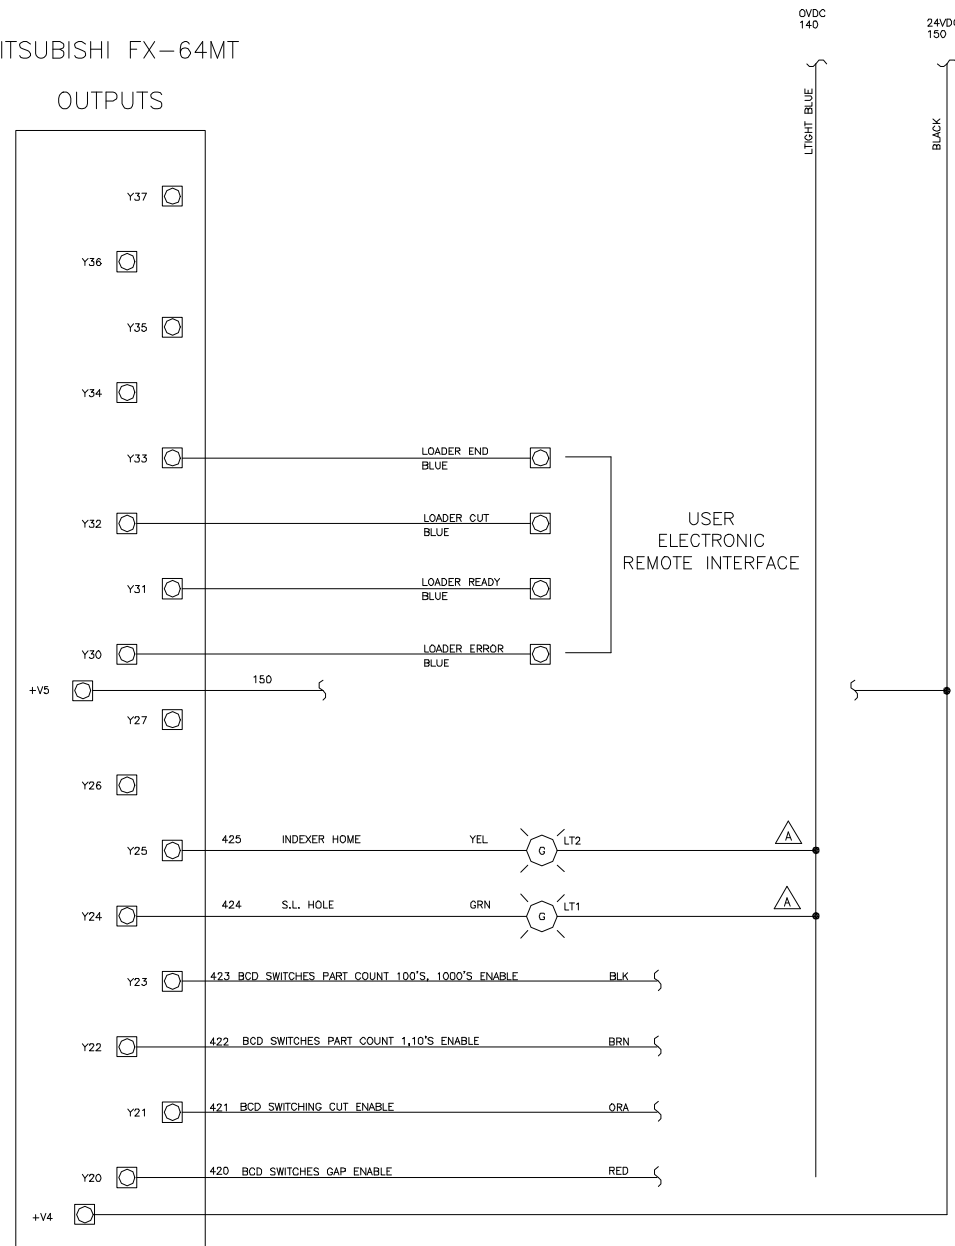 0VDC
140
24VDC
150
ITSUBISHI FX-64MT
OUTPUTS
LTIGHT BLUE
BLACK
Y37
Y36
Y35
Y34
Y33
LOADER END
BLUE
Y32
LOADER CUT
BLUE
USER
ELECTRONIC
REMOTE INTERFACE
Y31
LOADER READY
BLUE
Y30
LOADER ERROR
BLUE
+V5
150
Y27
Y26
Y25
425 INDEXER HOME YEL
G
LT2
A
Y24
424 S.L. HOLE GRN
G
LT1
A
Y23
423 BCD SWITCHES PART COUNT 100'S, 1000'S ENABLE BLK
Y22
422 BCD SWITCHES PART COUNT 1,10'S ENABLE BRN
Y21
421 BCD SWITCHING CUT ENABLE ORA
Y20
420 BCD SWITCHES GAP ENABLE RED
+V4